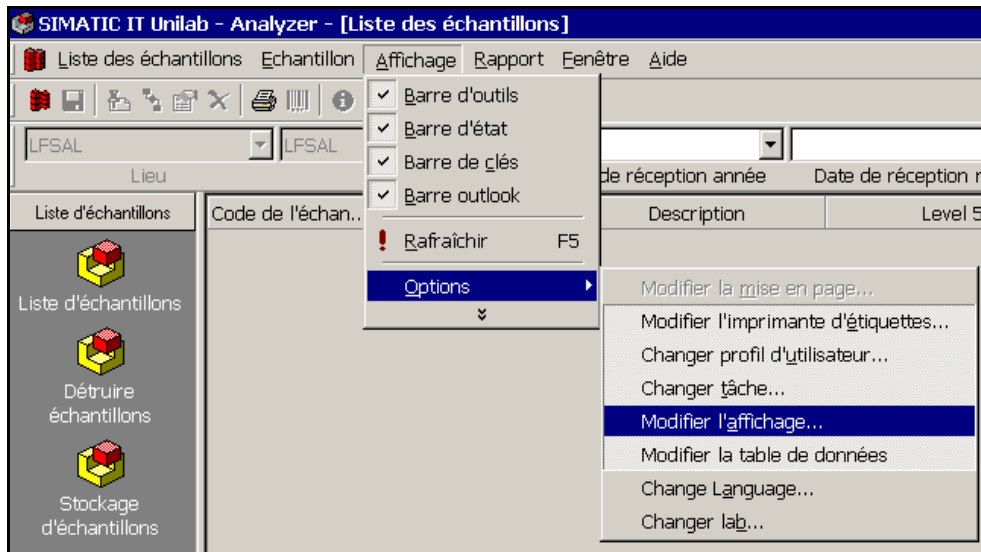 SIMATIC IT Unilab - Analyzer - [Liste des échantillons]
Liste des échantillons Echantillon Affichage Rapport Fenêtre Aide
Barre d'outils
Barre d'état
Barre de clés
Barre outlook
Rafraîchir F5
Options
LFSAL LFSAL
Lieu de réception année Date de réception
Liste d'échantillons Code de l'échan... Description Level 5
Liste d'échantillons
Détruire
échantillons
Stockage
d'échantillons
Modifier la mise en page...
Modifier l'imprimante d'étiquettes...
Changer profil d'utilisateur...
Changer tâche...
Modifier l'affichage...
Modifier la table de données
Change Language...
Changer lab...